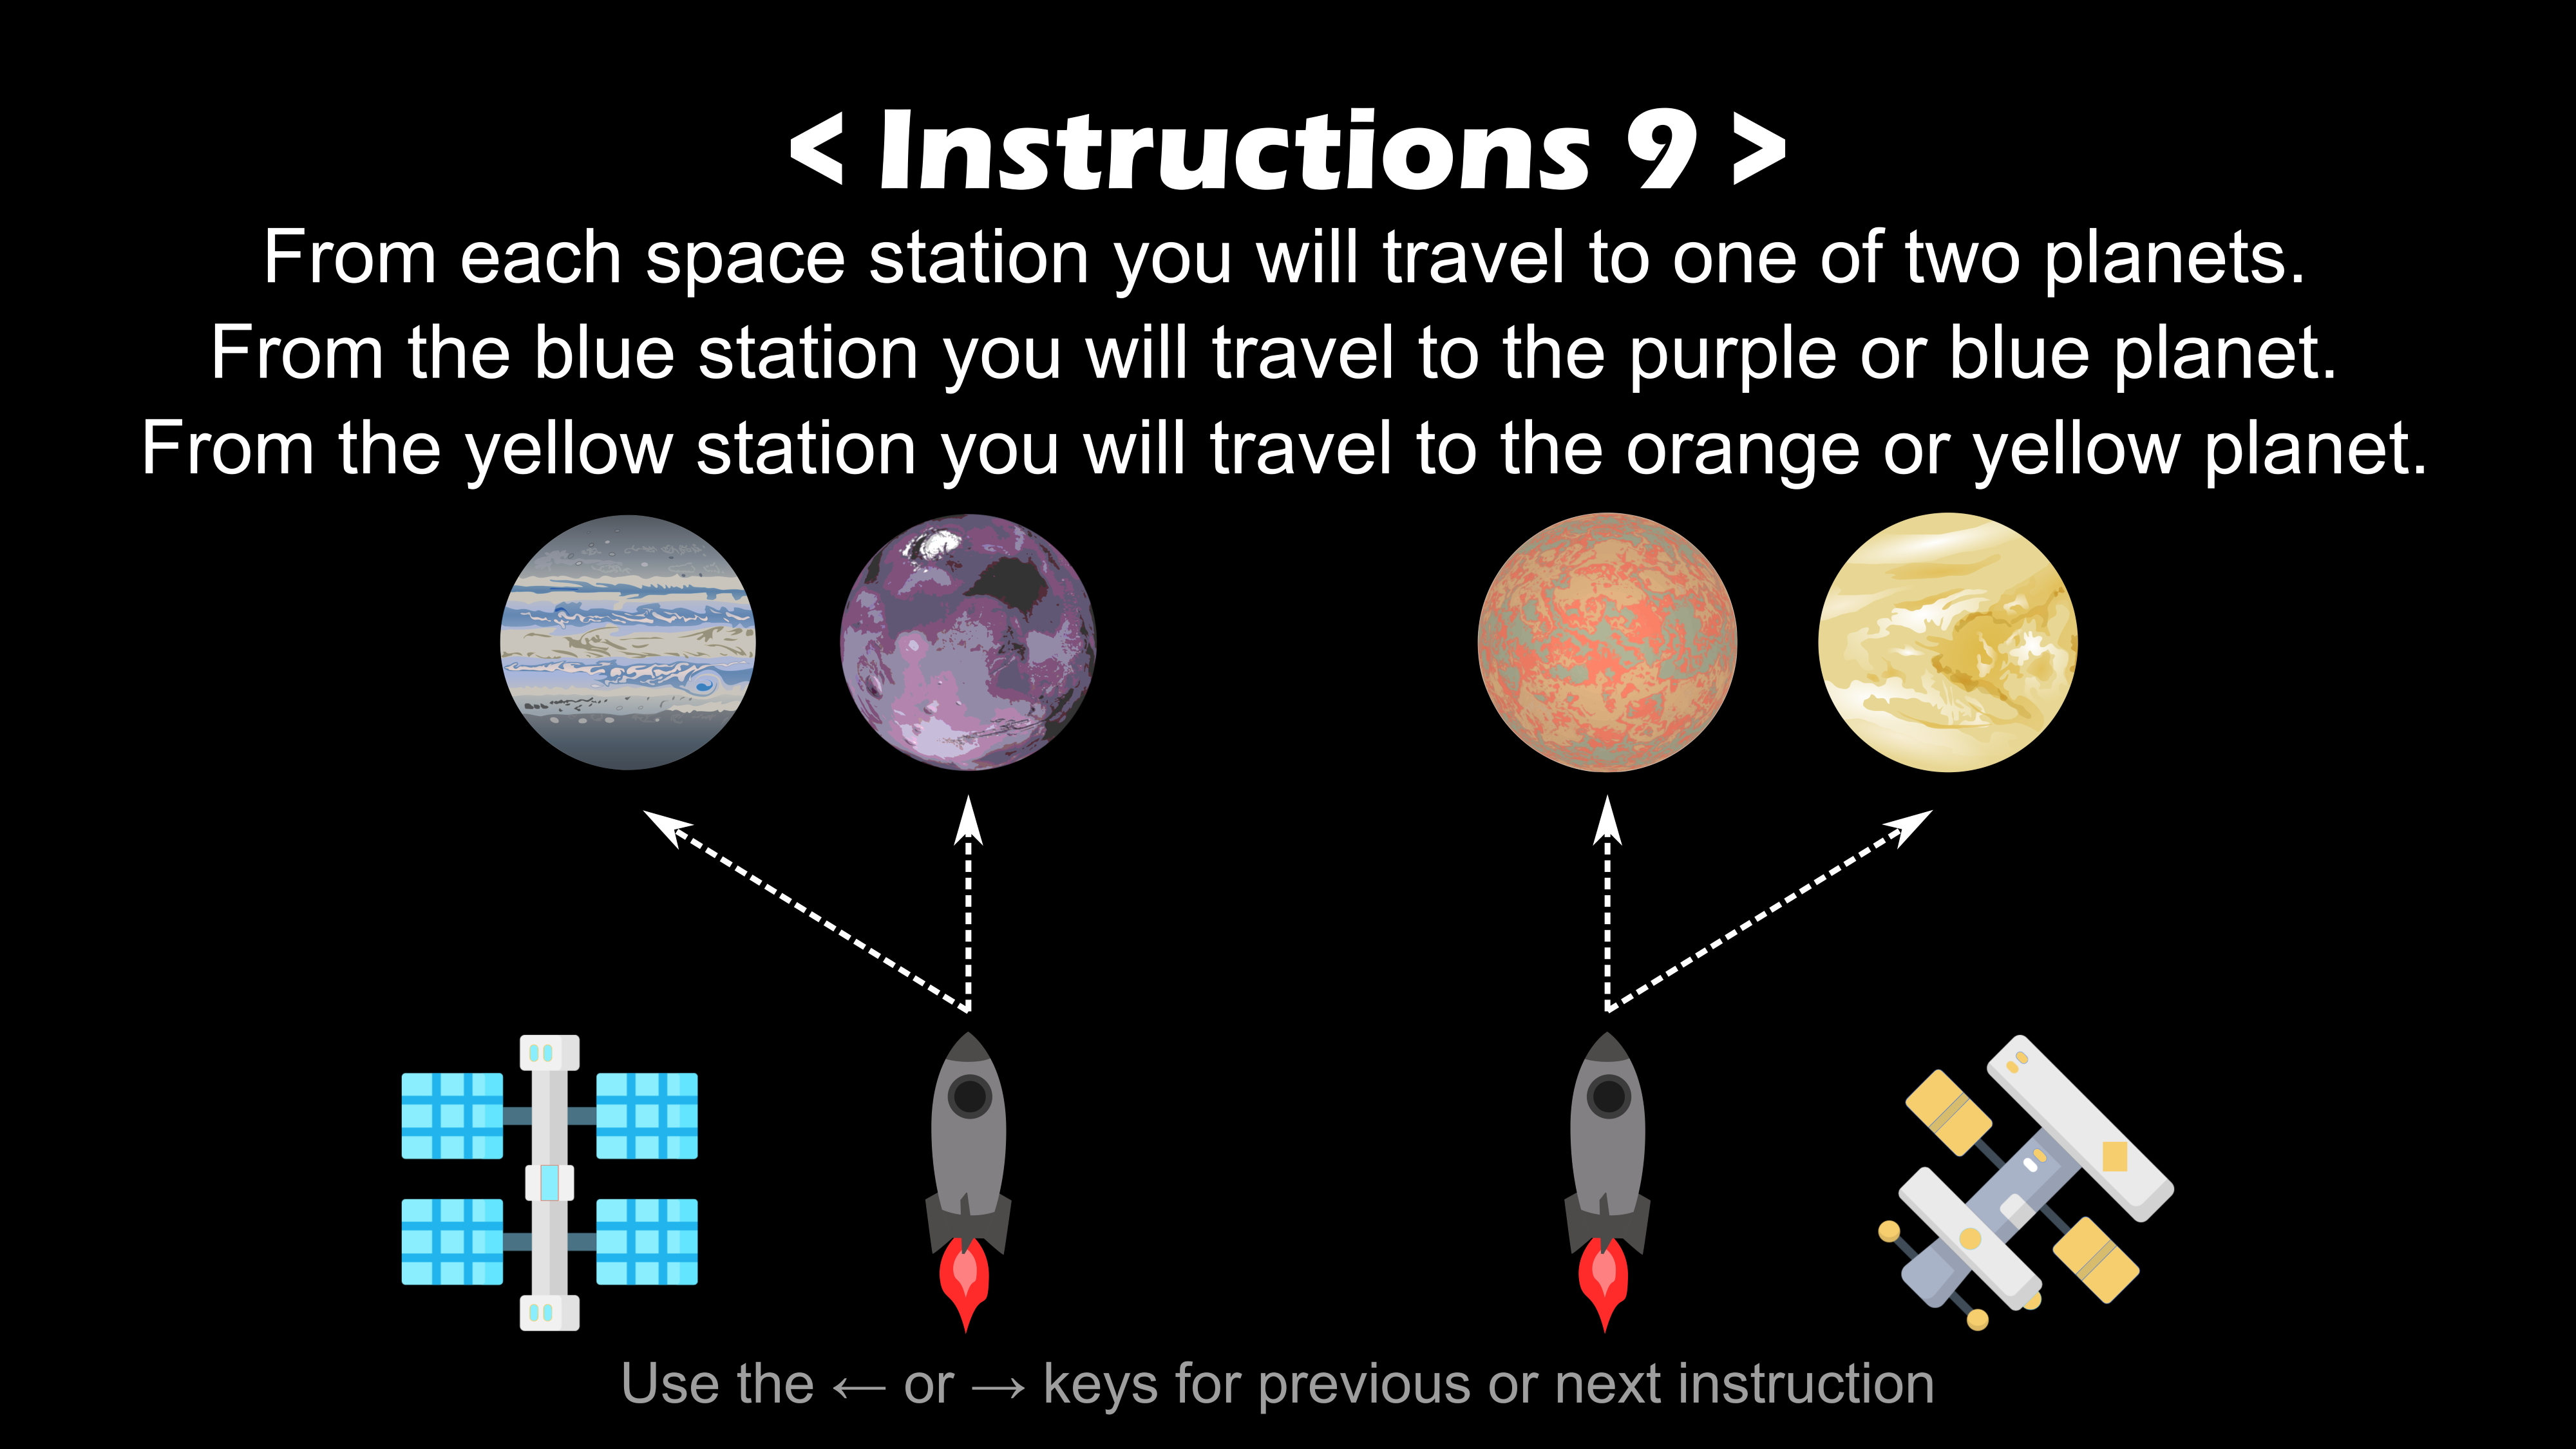 < Instructions 9 >
From each space station you will travel to one of two planets.
From the blue station you will travel to the purple or blue planet.
From the yellow station you will travel to the orange or yellow planet.
Use the ← or → keys for previous or next instruction